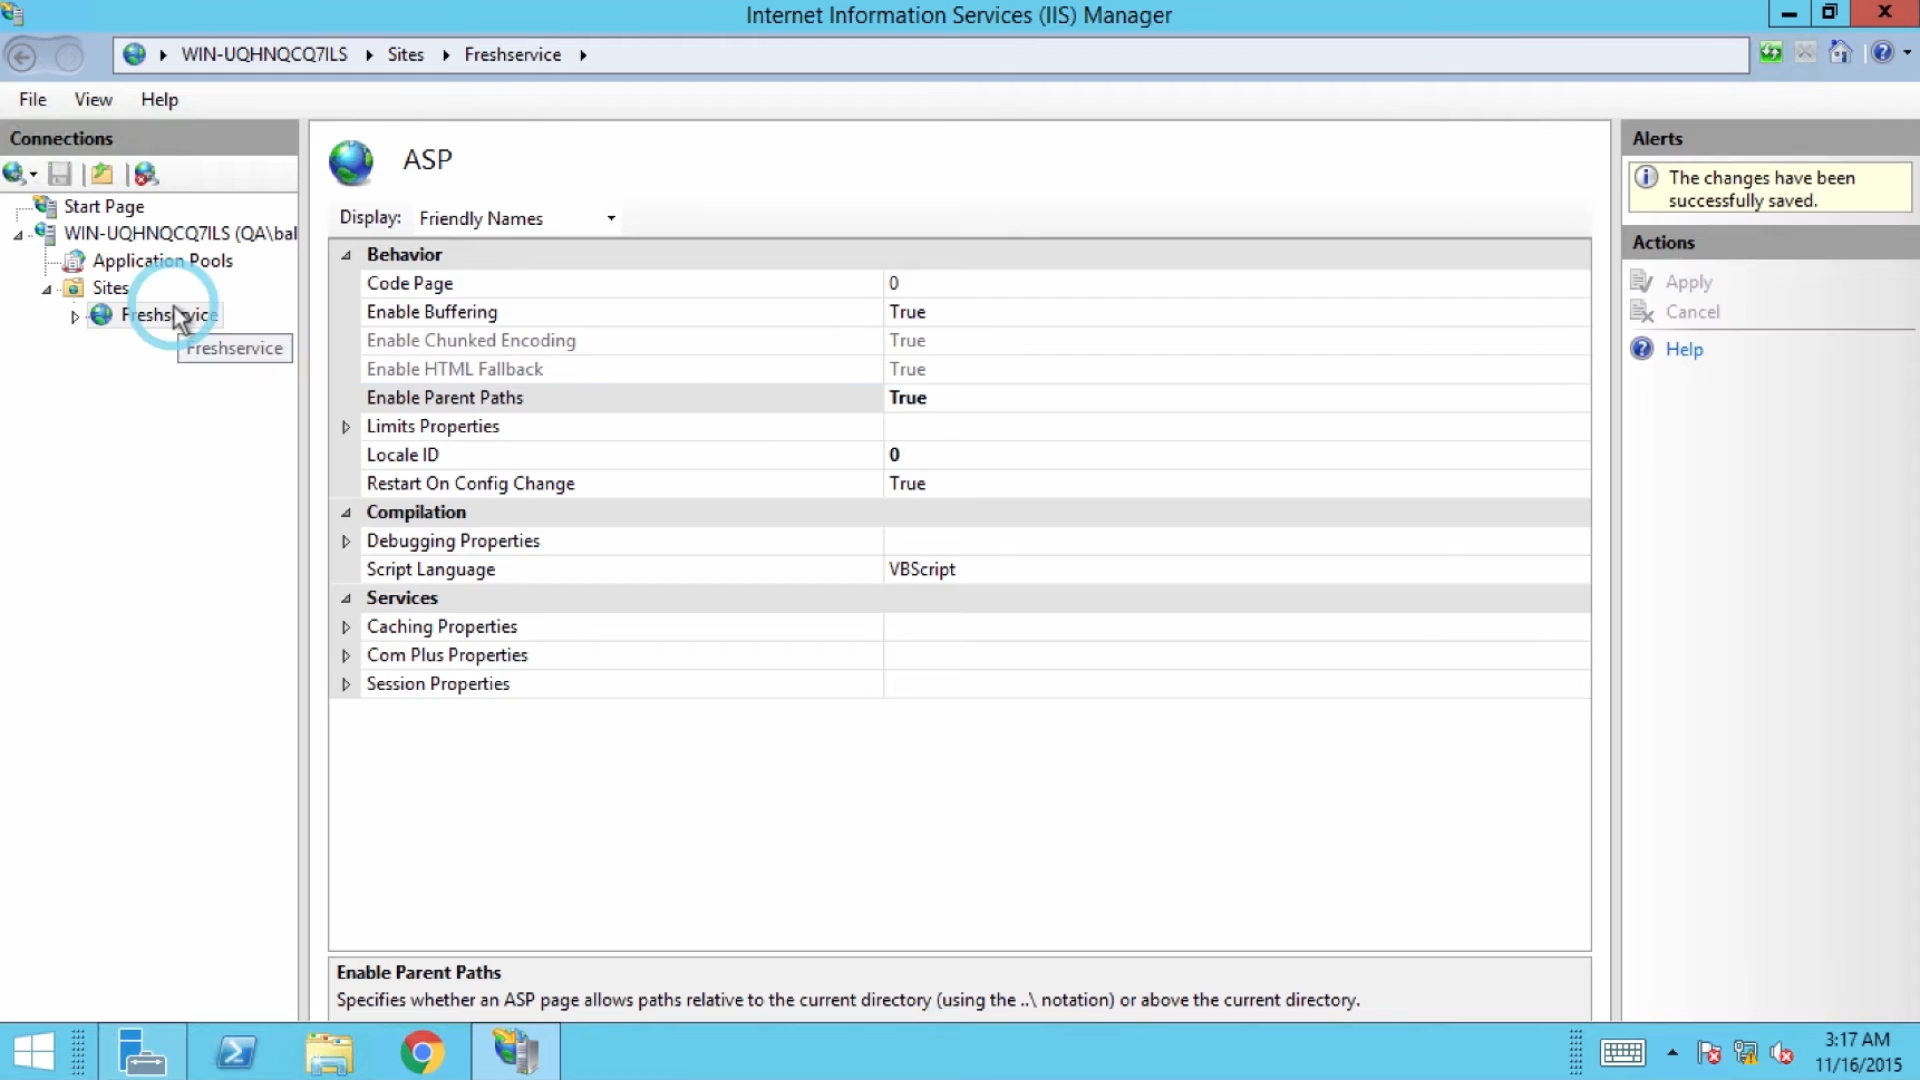 Internet Information Services (IIS) Manager
WIN-UQHNQCQ7ILS
Sites
Freshservice
File
View
Help
Connections
Start Page
WIN-UQHNQCQ7ILS (QA\bal
Application Pools
Sites
Freshservice
Freshservice
ASP
Display:
Friendly Names
Behavior
Code Page
0
Enable Buffering
True
Enable Chunked Encoding
True
Enable HTML Fallback
True
Enable Parent Paths
True
Limits Properties
Locale ID
0
Restart On Config Change
True
Compilation
Debugging Properties
Script Language
VBScript
Services
Caching Properties
Com Plus Properties
Session Properties
Enable Parent Paths
Specifies whether an ASP page allows paths relative to the current directory (using the ..\ notation) or above the current directory.
Alerts
The changes have been
successfully saved.
Actions
Apply
Cancel
Help
3:17 AM
11/16/2015